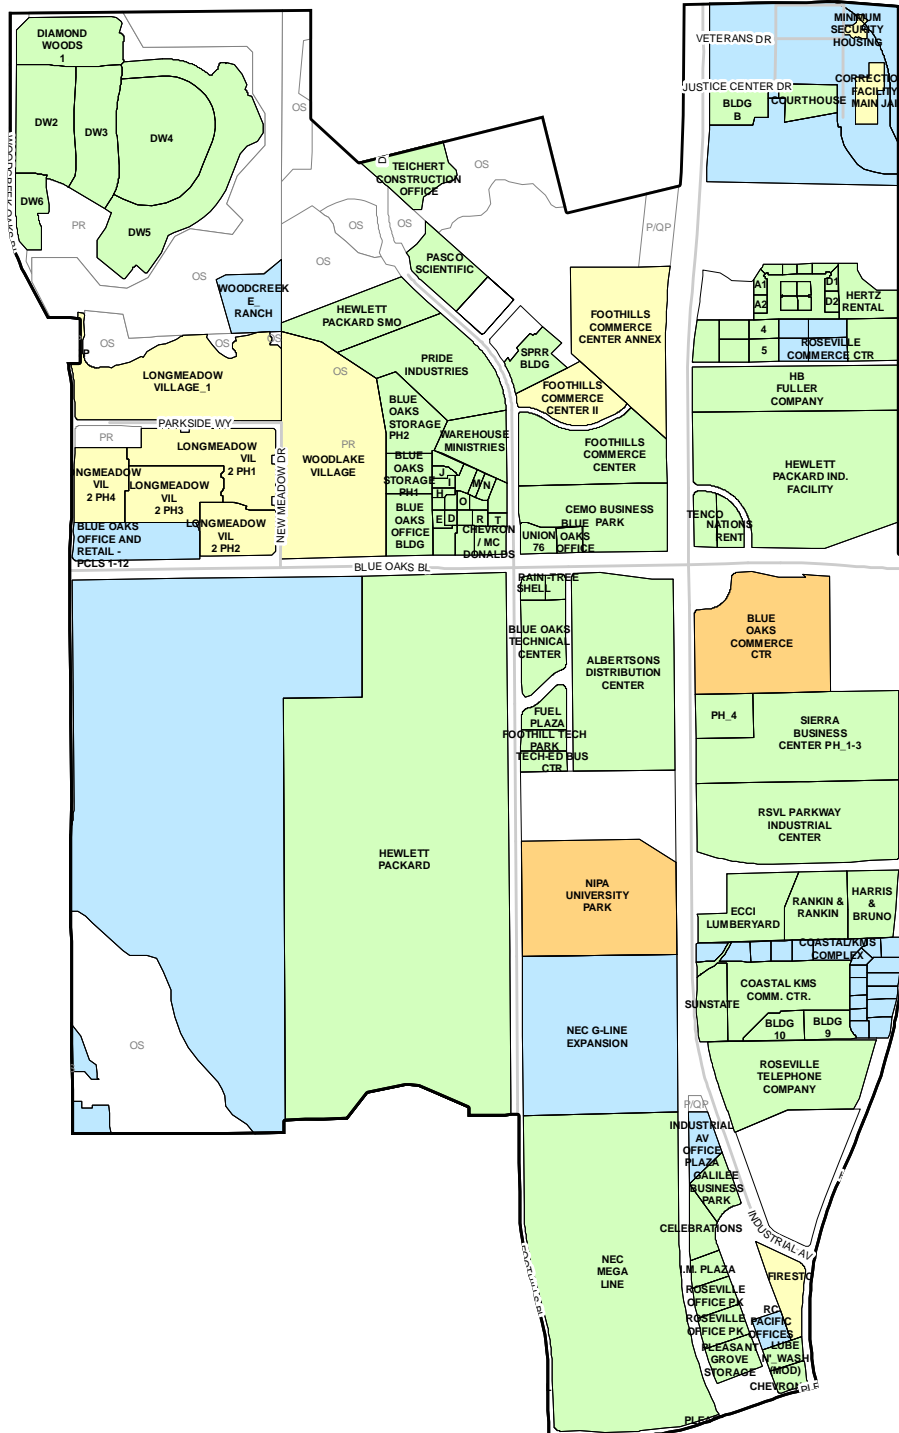 MINIMUM
SECURITY
HOUSING
VETERANS DR
JUSTICE CENTER DR
CORRECTIO
FACILITY
MAIN JAI
BLDG
B
COURTHOUSE
DIAMOND
WOODS
1
OS
DW2
DW3
DW4
DW6
DW5
PR
OS
TEICHERT
CONSTRUCTION
OFFICE
OS
OS
OS
OS
P/QP
PASCO
SCIENTIFIC
WOODCREEK
E_
RANCH
HEWLETT
PACKARD SMO
FOOTHILLS
COMMERCE
CENTER ANNEX
A1
A2
D1
D2
HERTZ
RENTAL
4
5
ROSEVILLE
COMMERCE CTR
OS
OS
OS
OS
LONGMEADOW
VILLAGE_1
PRIDE
INDUSTRIES
SPRR
BLDG
FOOTHILLS
COMMERCE
CENTER II
HB
FULLER
COMPANY
PARKSIDE WY
PR
BLUE
OAKS
STORAGE
PH2
WAREHOUSE
MINISTRIES
FOOTHILLS
COMMERCE
CENTER
HEWLETT
PACKARD IND.
FACILITY
LONGMEADOW
VIL
2 PH1
NGMEADOW
VIL
2 PH4
LONGMEADOW
VIL
2 PH3
LONGMEADOW
VIL
2 PH2
NEW MEADOW DR
PR
WOODLAKE
VILLAGE
BLUE
OAKS
STORAGE
PH1
J
I
H
M
N
O
E
D
R
T
BLUE
OAKS
OFFICE
BLDG
CHEVRON
/ MC
DONALDS
CEMO BUSINESS
PARK
UNION
76
BLUE
OAKS
OFFICE
TENCO
NATIONS
RENT
BLUE OAKS
OFFICE AND
RETAIL -
PCLS 1-12
BLUE OAKS BL
RAIN-TREE
SHELL
BLUE OAKS
TECHNICAL
CENTER
ALBERTSONS
DISTRIBUTION
CENTER
BLUE
OAKS
COMMERCE
CTR
FUEL
PLAZA
FOOTHILL TECH
PARK
TECH-ED BUS
CTR
PH_4
SIERRA
BUSINESS
CENTER PH_1-3
RSVL PARKWAY
INDUSTRIAL
CENTER
HEWLETT
PACKARD
NIPA
UNIVERSITY
PARK
ECCI
LUMBERYARD
RANKIN &
RANKIN
HARRIS
&
BRUNO
COASTAL/KMS
COMPLEX
SUNSTATE
COASTAL KMS
COMM. CTR.
BLDG
10
BLDG
9
NEC G-LINE
EXPANSION
OS
ROSEVILLE
TELEPHONE
COMPANY
P/QP
INDUSTRIAL
AV
OFFICE
PLAZA
GALILEE
BUSINESS
PARK
CELEBRATIONS
INDUSTRIAL AV
NEC
MEGA
LINE
I.M. PLAZA
FIRESTO
ROSEVILLE
OFFICE PK
ROSEVILLE
OFFICE PK
RC
PACIFIC
OFFICES
PLEASANT
GROVE
STORAGE
LUBE
N'_WASH
(MOD)
CHEVRON